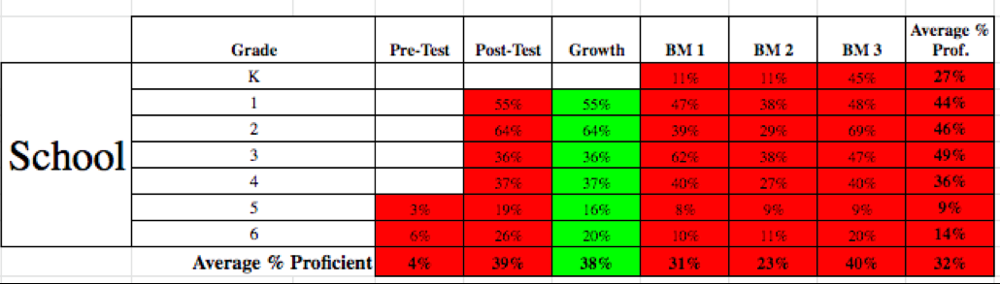 Grade Pre-Test Post-Test Growth BM 1 BM 2 BM 3 Average % Prof.
School
K 11% 11% 45% 27%
1 55% 55% 47% 38% 48% 44%
2 64% 64% 39% 29% 69% 46%
3 36% 36% 62% 38% 47% 49%
4 37% 37% 40% 27% 40% 36%
5 3% 19% 16% 8% 9% 9% 9%
6 6% 26% 20% 10% 11% 20% 14%
Average % Proficient 4% 39% 38% 31% 23% 40% 32%